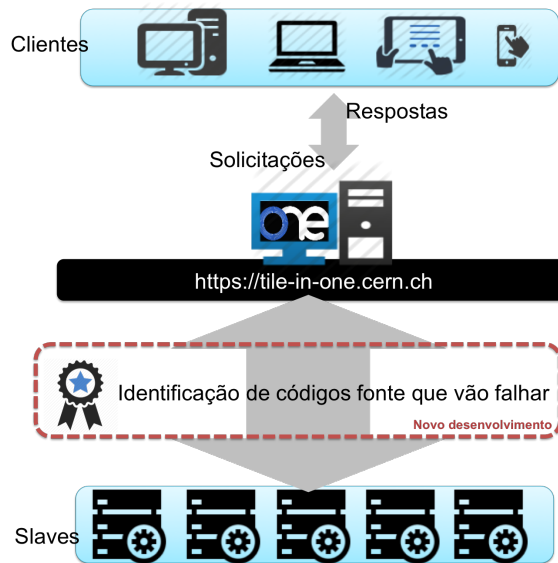 Clientes
Respostas
Solicitações
one
https://tile-in-one.cern.ch
Identificação de códigos fonte que vão falhar
Novo desenvolvimento
Slaves